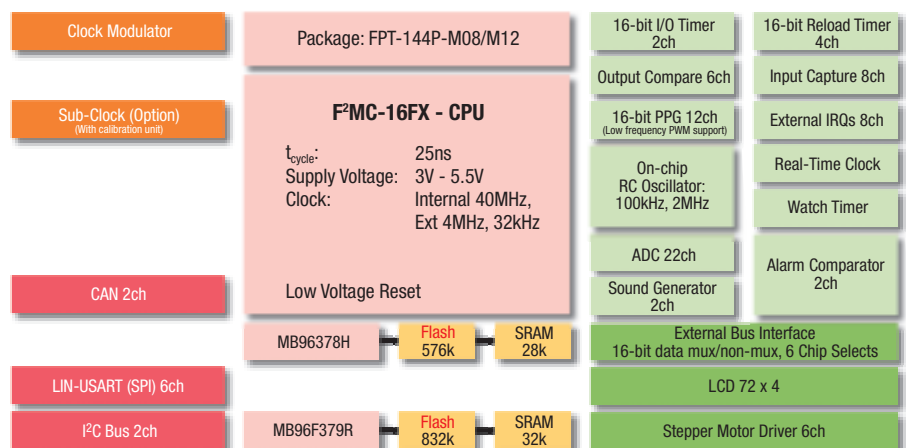 Clock Modulator
Sub-Clock (Option)
(With calibration unit)
CAN 2ch
LIN-USART (SPI) 6ch
I²C Bus 2ch
Package: FPT-144P-M08/M12
F²MC-16FX - CPU
tcycle: 25ns
Supply Voltage: 3V - 5.5V
Clock: Internal 40MHz,
Ext 4MHz, 32kHz
Low Voltage Reset
MB96378H
Flash
576k
SRAM
28k
MB96F379R
Flash
832k
SRAM
32k
16-bit I/O Timer
2ch
16-bit Reload Timer
4ch
Output Compare 6ch
Input Capture 8ch
16-bit PPG 12ch
(Low frequency PWM support)
External IRQs 8ch
On-chip
RC Oscillator:
100kHz, 2MHz
Real-Time Clock
Watch Timer
ADC 22ch
Sound Generator
2ch
Alarm Comparator
2ch
External Bus Interface
16-bit data mux/non-mux, 6 Chip Selects
LCD 72 x 4
Stepper Motor Driver 6ch